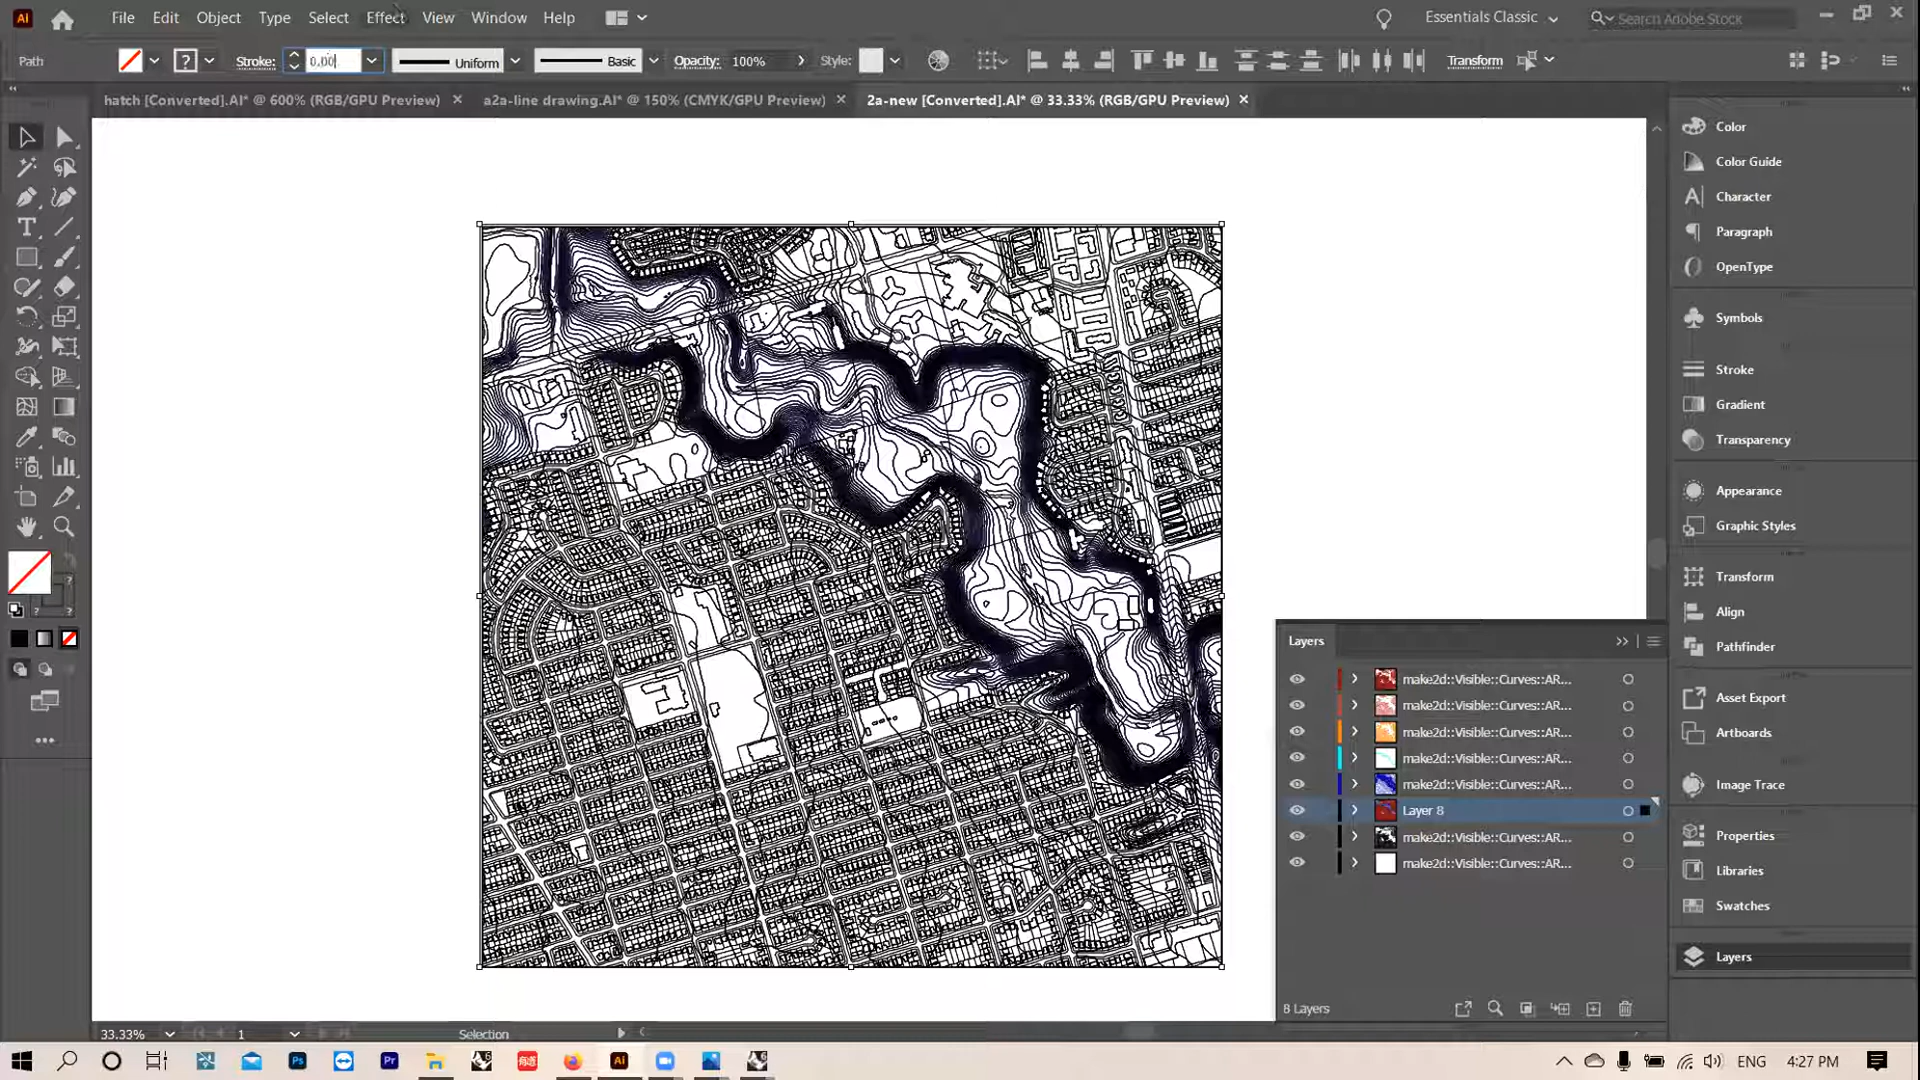 Ai File Edit Object Type Select Effect View Window Help Essentials Classic Search Adobe Stock
Path ? Stroke: 0.00 Uniform Basic Opacity: 100% Style: Transform
hatch [Converted].AI* @ 600% (RGB/GPU Preview) a2a-line drawing.AI* @ 150% (CMYK/GPU Preview) 2a-new [Converted].AI* @ 33.33% (RGB/GPU Preview)
Color
Color Guide
Character
Paragraph
OpenType
Symbols
Stroke
Gradient
Transparency
Appearance
Graphic Styles
Transform
Align
Pathfinder
Asset Export
Artboards
Image Trace
Properties
Libraries
Swatches
Layers
Layers
make2d::Visible::Curves::AR...
make2d::Visible::Curves::AR...
make2d::Visible::Curves::AR...
make2d::Visible::Curves::AR...
make2d::Visible::Curves::AR...
Layer 8
make2d::Visible::Curves::AR...
make2d::Visible::Curves::AR...
8 Layers
33.33% 1 Selection
Ps Pr Ai ENG 4:27 PM